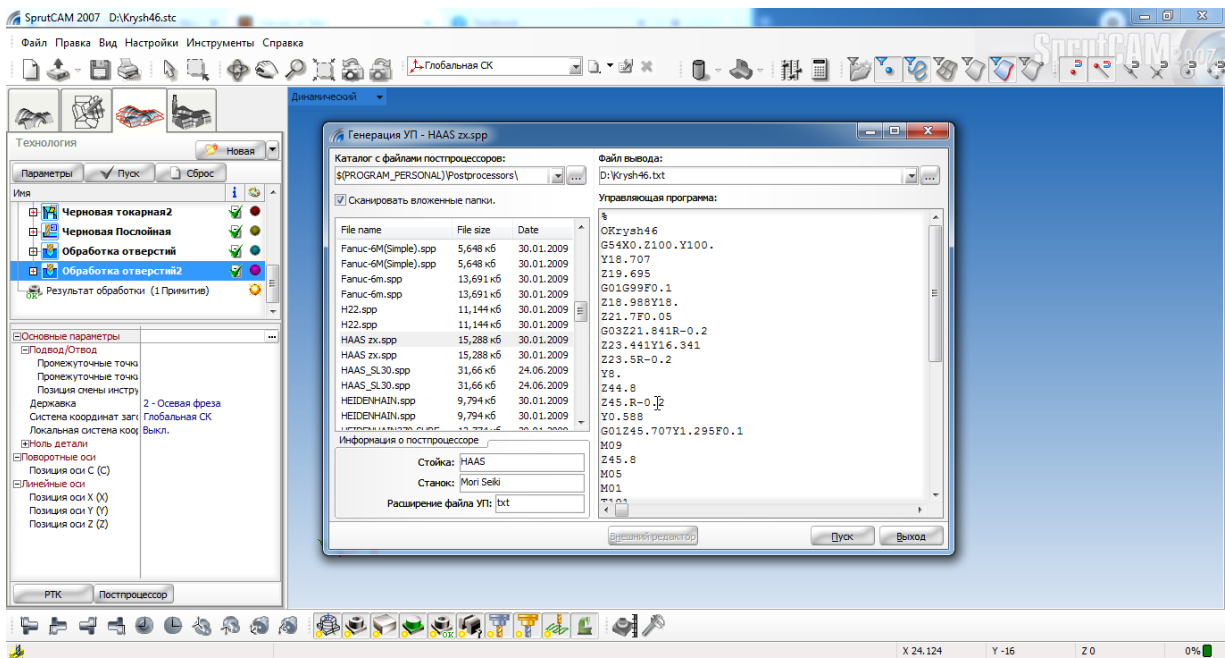 SprutCAM 2007 D:\Krysh46.stc
Файл Правка Вид Настройки Инструменты Справка
SprutCAM 2007
Глобальная СК
Динамический
Технология
Новая
Параметры Пуск Сброс
Имя
Черновая токарная2
Черновая Послойная
Обработка отверстий
Обработка отверстий2
Результат обработки (1 Примитив)
Основные параметры
Подвод/Отвод
Промежуточные точка
Промежуточные точка
Позиция смены инстру
Державка 2 - Осевая фреза
Система координат заго Глобальная СК
Локальная система коор Выкл.
Ноль детали
Поворотные оси
Позиция оси C (C)
Линейные оси
Позиция оси X (X)
Позиция оси Y (Y)
Позиция оси Z (Z)
РТК Постпроцессор
Генерация УП - HAAS zx.spp
Каталог с файлами постпроцессоров:
$(PROGRAM_PERSONAL)\Postprocessors\
Сканировать вложенные папки.
File name File size Date
Fanuc-6M(Simple).spp 5,648 кб 30.01.2009
Fanuc-6M(Simple).spp 5,648 кб 30.01.2009
Fanuc-6m.spp 13,691 кб 30.01.2009
Fanuc-6m.spp 13,691 кб 30.01.2009
H22.spp 11,144 кб 30.01.2009
H22.spp 11,144 кб 30.01.2009
HAAS zx.spp 15,288 кб 30.01.2009
HAAS zx.spp 15,288 кб 30.01.2009
HAAS_SL30.spp 31,66 кб 24.06.2009
HAAS_SL30.spp 31,66 кб 24.06.2009
HEIDENHAIN.spp 9,794 кб 30.01.2009
HEIDENHAIN.spp 9,794 кб 30.01.2009
Информация о постпроцессоре
Стойка: HAAS
Станок: Mori Seiki
Расширение файла УП: txt
Файл вывода:
D:\Krysh46.txt
Управляющая программа:
%
OKrysh46
G54X0.Z100.Y100.
Y18.707
Z19.695
G01G99F0.1
Z18.988Y18.
Z21.7F0.05
G03Z21.841R-0.2
Z23.441Y16.341
Z23.5R-0.2
Y8.
Z44.8
Z45.R-0.2
Y0.588
G01Z45.707Y1.295F0.1
M09
Z45.8
M05
M01
T101
Внешний редактор Пуск Выход
X 24.124 Y -16 Z 0 0%